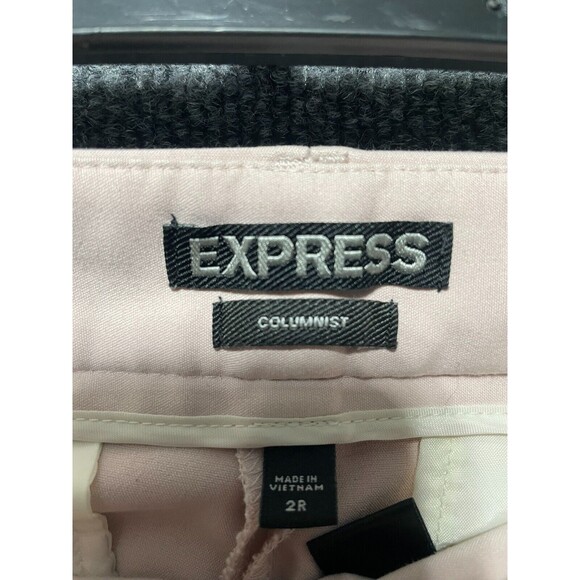 EXPRESS
COLUMNIST
MADE IN
VIETNAM
2R